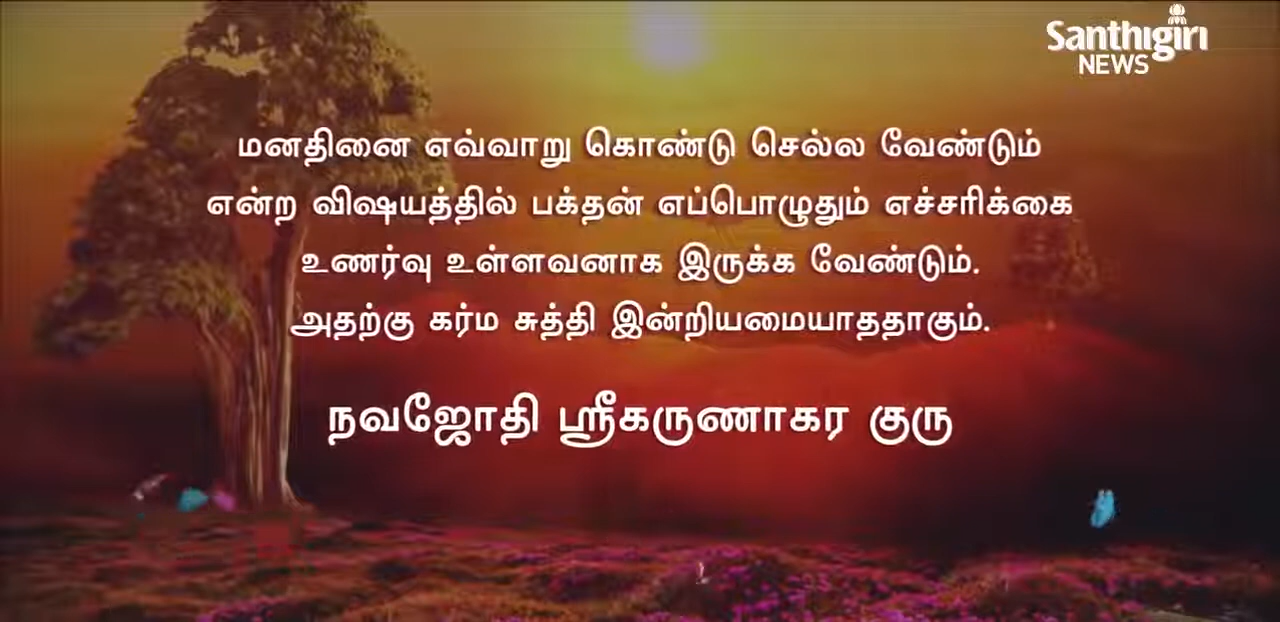 Santhigiri
NEWS
மனதினை எவ்வாறு கொண்டு செல்ல வேண்டும்
என்ற விஷயத்தில் பக்தன் எப்பொழுதும் எச்சரிக்கை
உணர்வு உள்ளவனாக இருக்க வேண்டும்.
அதற்கு கர்ம சுத்தி இன்றியமையாததாகும்.
நவஜோதி ஸ்ரீகருணாகர குரு